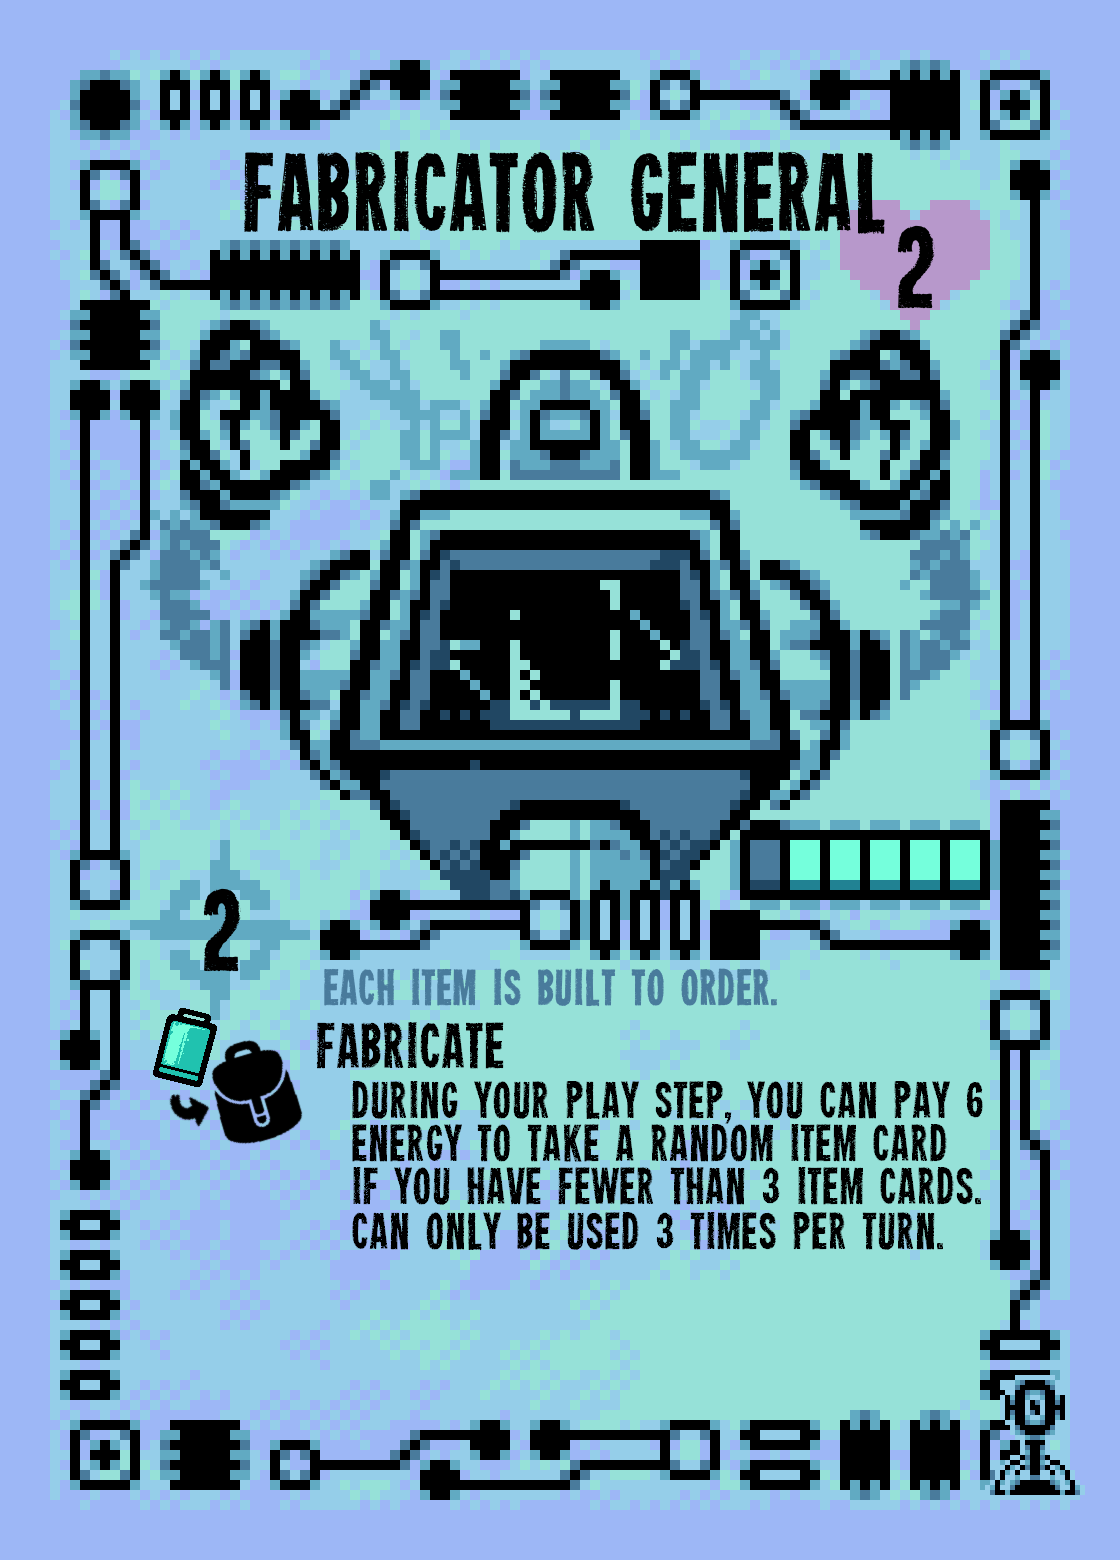 FABRICATOR GENERAL
2
2
EACH ITEM IS BUILT TO ORDER.
FABRICATE
DURING YOUR PLAY STEP, YOU CAN PAY 6
ENERGY TO TAKE A RANDOM ITEM CARD
IF YOU HAVE FEWER THAN 3 ITEM CARDS.
CAN ONLY BE USED 3 TIMES PER TURN.